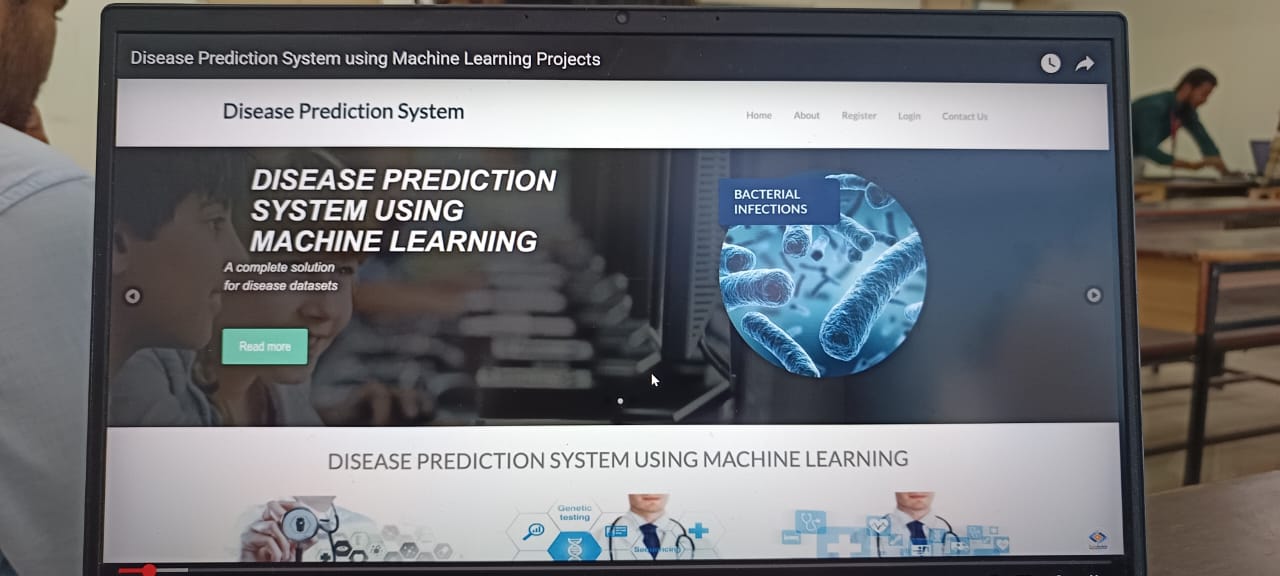 Disease Prediction System using Machine Learning Projects
Disease Prediction System
Home About Register Login Contact Us
DISEASE PREDICTION
SYSTEM USING
MACHINE LEARNING
A complete solution
for disease datasets
Read more
BACTERIAL
INFECTIONS
DISEASE PREDICTION SYSTEM USING MACHINE LEARNING
Genetic
testing